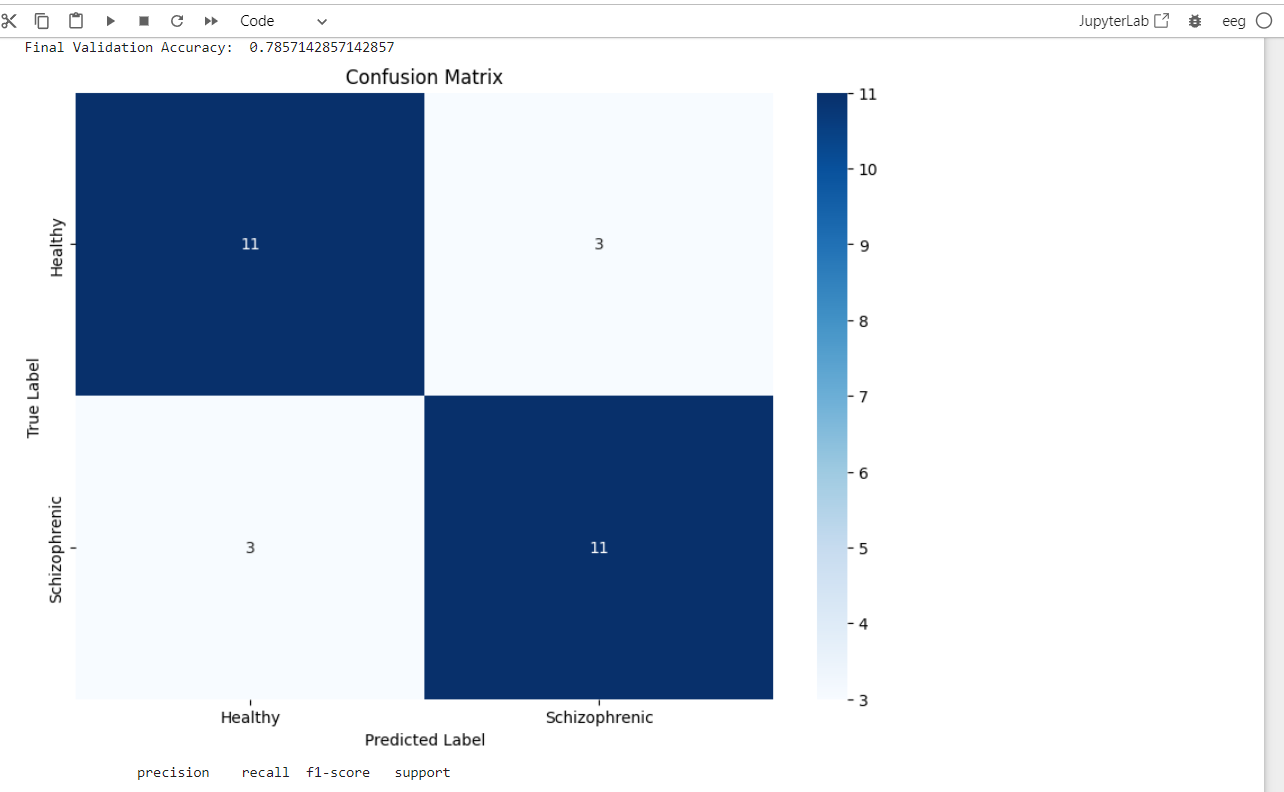 Code
JupyterLab
eeg
Final Validation Accuracy:  0.7857142857142857
Confusion Matrix
11
3
3
11
Healthy
Schizophrenic
True Label
Healthy
Schizophrenic
Predicted Label
11
10
9
8
7
6
5
4
3
precision    recall  f1-score   support